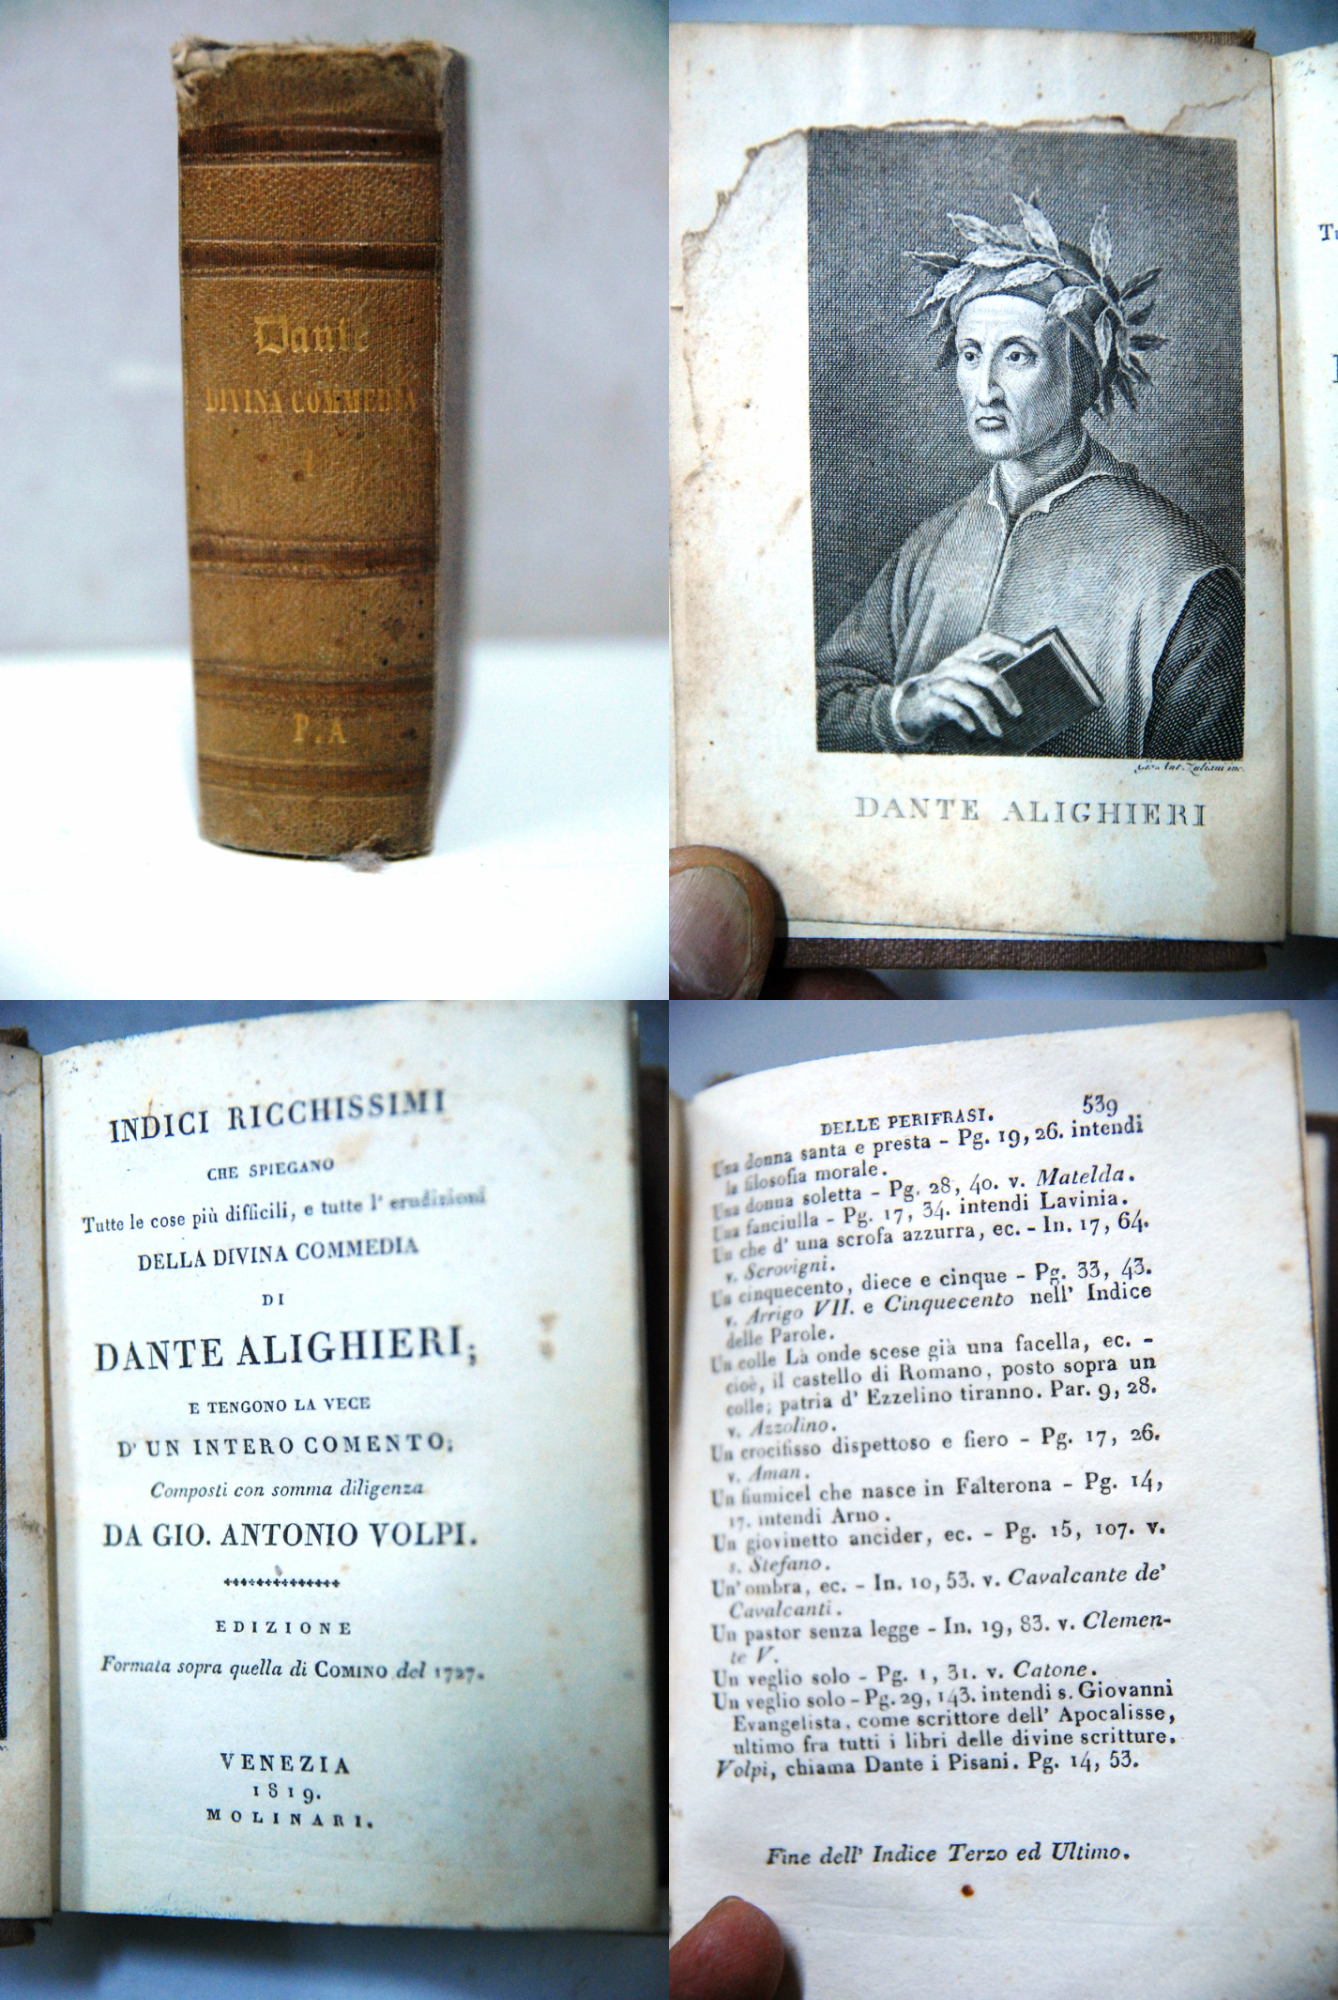 Dante
DIVINA COMMEDIA
I
P. A
DANTE ALIGHIERI
INDICI RICCHISSIMI
CHE SPIEGANO
Tutte le cose più difficili, e tutte l' erudizioni
DELLA DIVINA COMMEDIA
DI
DANTE ALIGHIERI;
E TENGONO LA VECE
D' UN INTERO COMENTO;
Composti con somma diligenza
DA GIO. ANTONIO VOLPI.
EDIZIONE
Formata sopra quella di COMINO del 1727.
VENEZIA
1819.
MOLINARI.
DELLE PERIFRASI. 539
Una donna santa e presta - Pg. 19, 26. intendi
la filosofia morale.
Una donna soletta - Pg. 28, 40. v. Matelda.
Una fanciulla - Pg. 17, 34. intendi Lavinia.
Un che d' una scrofa azzurra, ec. - In. 17, 64.
v. Scrovigni.
Un cinquecento, diece e cinque - Pg. 33, 43.
v. Arrigo VII. e Cinquecento nell' Indice
delle Parole.
Un colle Là onde scese già una facella, ec. -
cioè, il castello di Romano, posto sopra un
colle; patria d' Ezzelino tiranno. Par. 9, 28.
v. Azzolino.
Un crocifisso dispettoso e fiero - Pg. 17, 26.
v. Aman.
Un fiumicel che nasce in Falterona - Pg. 14,
17. intendi Arno.
Un giovinetto ancider, ec. - Pg. 15, 107. v.
s. Stefano.
Un' ombra, ec. - In. 10, 53. v. Cavalcante de'
Cavalcanti.
Un pastor senza legge - In. 19, 83. v. Clemen-
te V.
Un veglio solo - Pg. 1, 31. v. Catone.
Un veglio solo - Pg. 29, 143. intendi s. Giovanni
Evangelista, come scrittore dell' Apocalisse,
ultimo fra tutti i libri delle divine scritture.
Volpi, chiama Dante i Pisani. Pg. 14, 53.
Fine dell' Indice Terzo ed Ultimo.